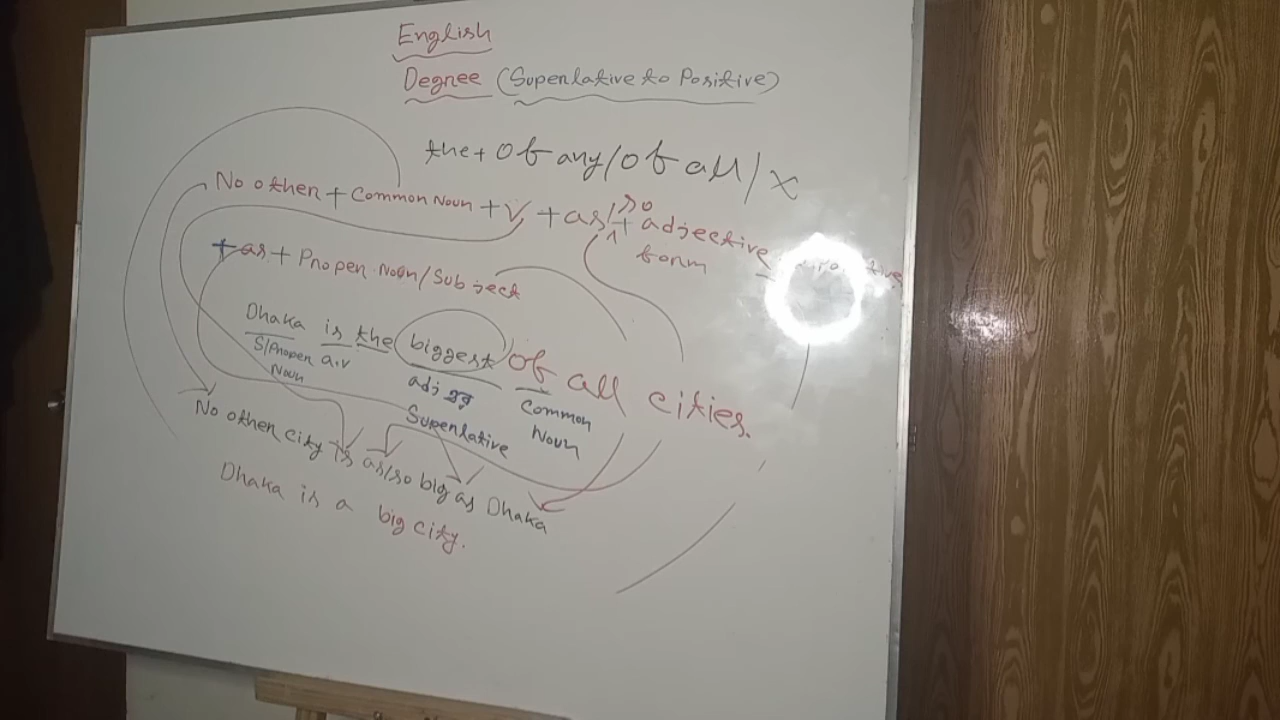 English
Degree (Superlative to Positive)
the + of any/of all/x
No other + Common Noun + V + as/so + adjective
form
+ as + Proper Noun/Subject
Dhaka is the biggest of all cities.
S/Proper a.v adj এর Common
Noun Superlative Noun
No other city is as/so big as Dhaka
Dhaka is a big city.